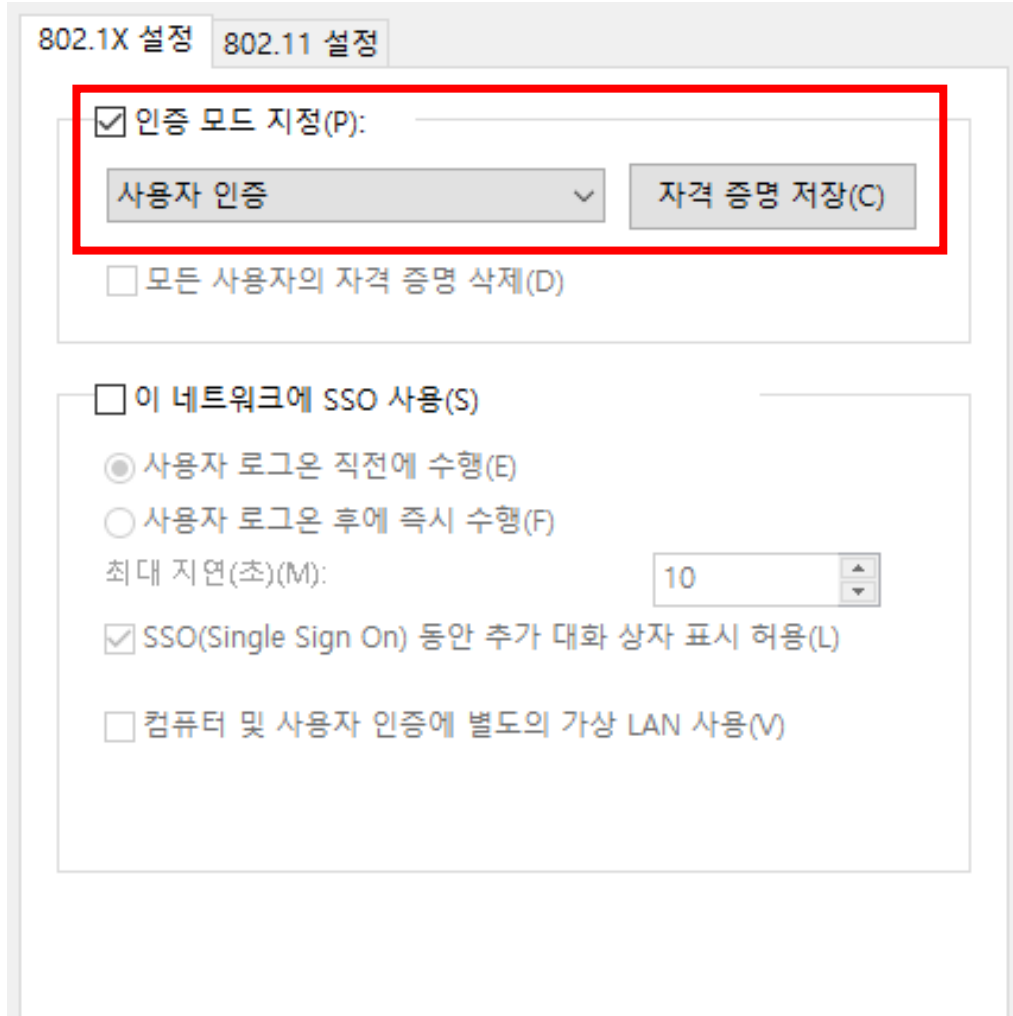 802.1X 설정 802.11 설정
인증 모드 지정(P):
사용자 인증 자격 증명 저장(C)
모든 사용자의 자격 증명 삭제(D)
이 네트워크에 SSO 사용(S)
사용자 로그온 직전에 수행(E)
사용자 로그온 후에 즉시 수행(F)
최대 지연(초)(M): 10
SSO(Single Sign On) 동안 추가 대화 상자 표시 허용(L)
컴퓨터 및 사용자 인증에 별도의 가상 LAN 사용(V)